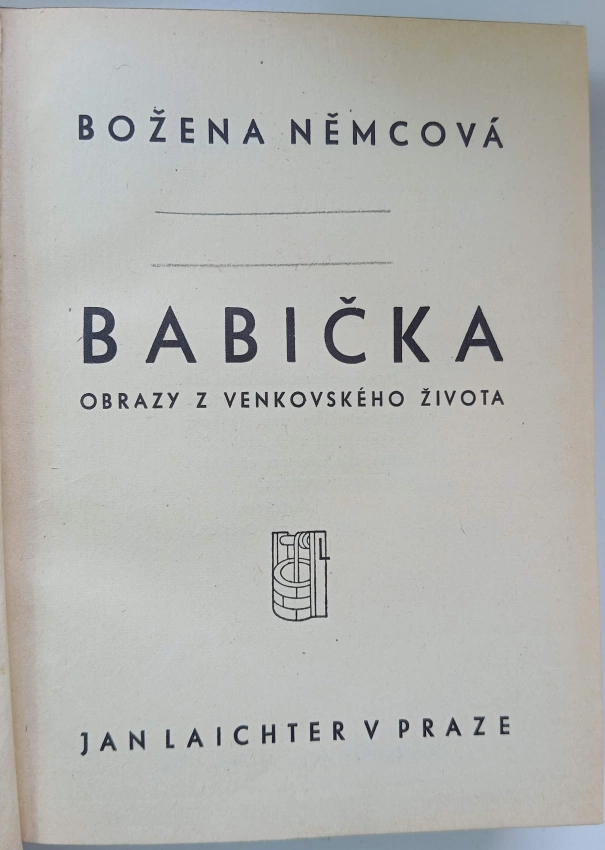 BOŽENA NĚMCOVÁ
BABIČKA
OBRAZY Z VENKOVSKÉHO ŽIVOTA
JAN LAICHTER V PRAZE